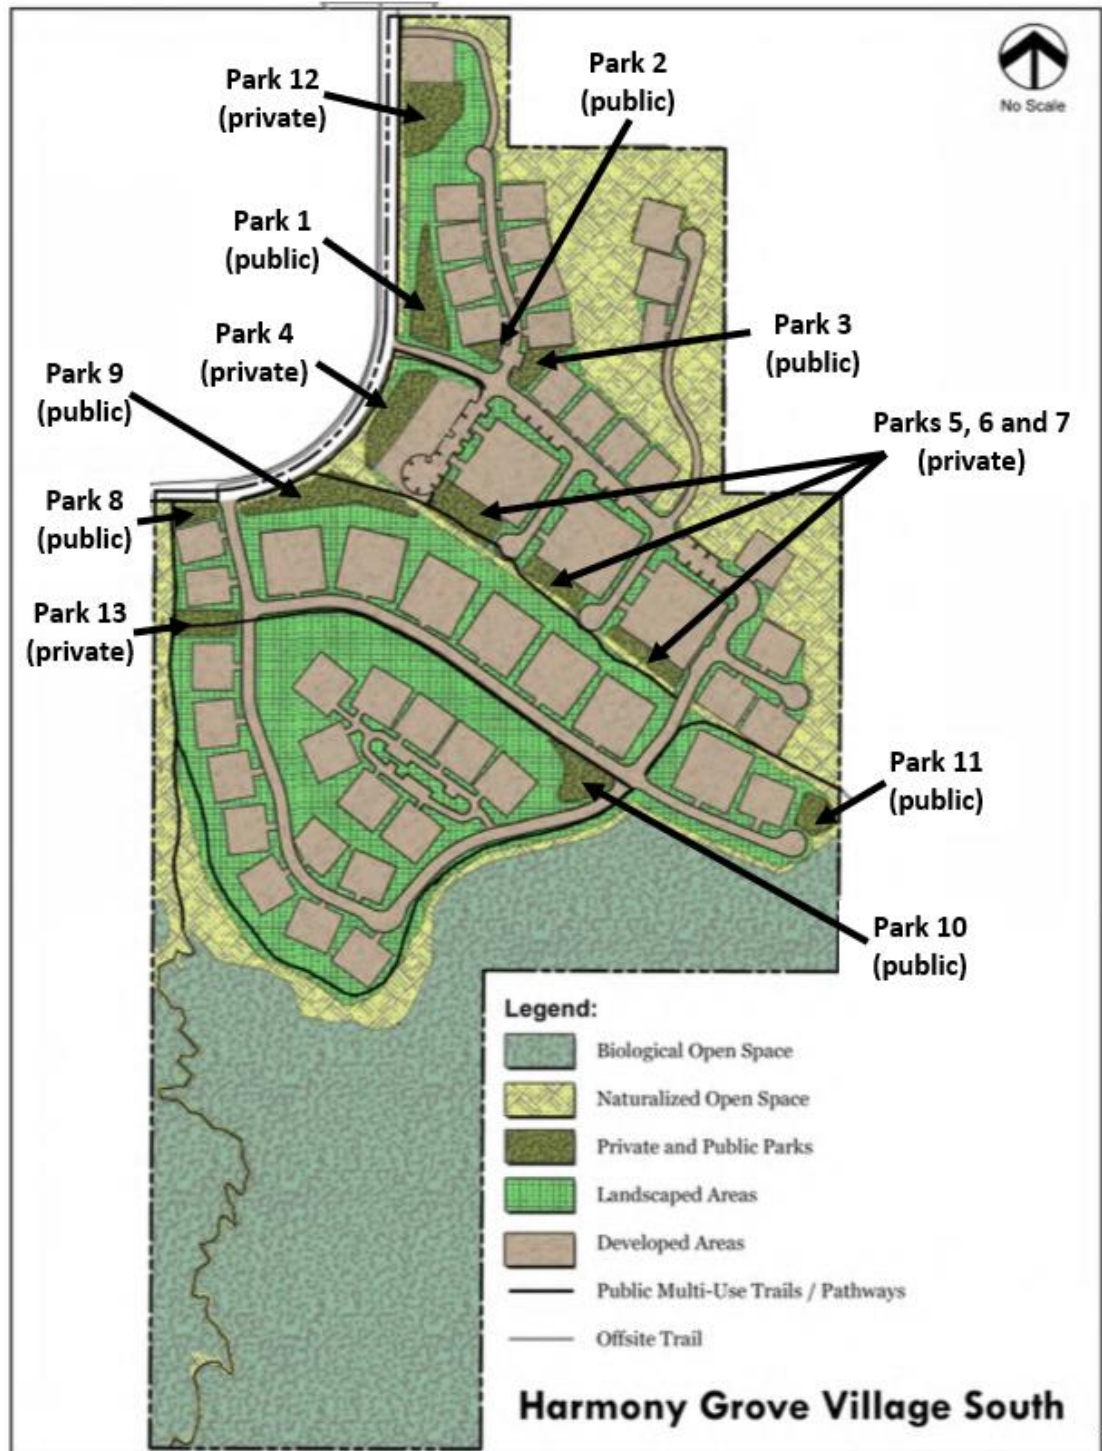 Park 12
(private)
Park 2
(public)
No Scale
Park 1
(public)
Park 4
(private)
Park 3
(public)
Park 9
(public)
Parks 5, 6 and 7
(private)
Park 8
(public)
Park 13
(private)
Park 11
(public)
Park 10
(public)
Legend:
Biological Open Space
Naturalized Open Space
Private and Public Parks
Landscaped Areas
Developed Areas
Public Multi-Use Trails / Pathways
Offsite Trail
Harmony Grove Village South